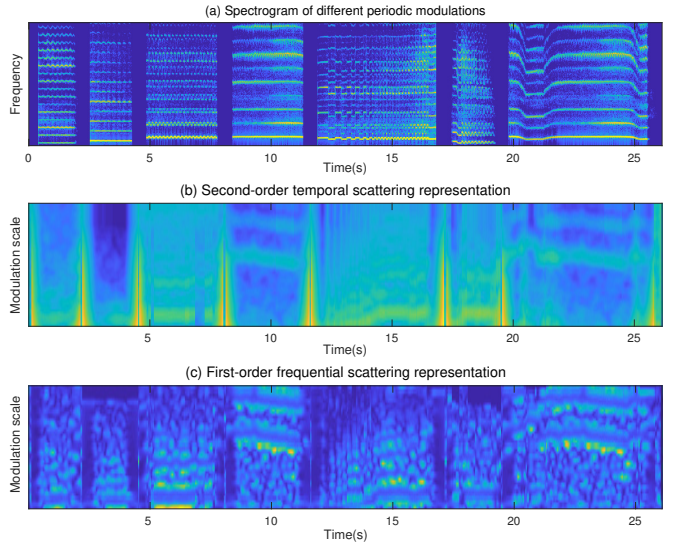 (a) Spectrogram of different periodic modulations
Frequency
0 5 10 15 20 25
Time(s)
(b) Second-order temporal scattering representation
Modulation scale
5 10 15 20 25
Time(s)
(c) First-order frequential scattering representation
Modulation scale
5 10 15 20 25
Time(s)